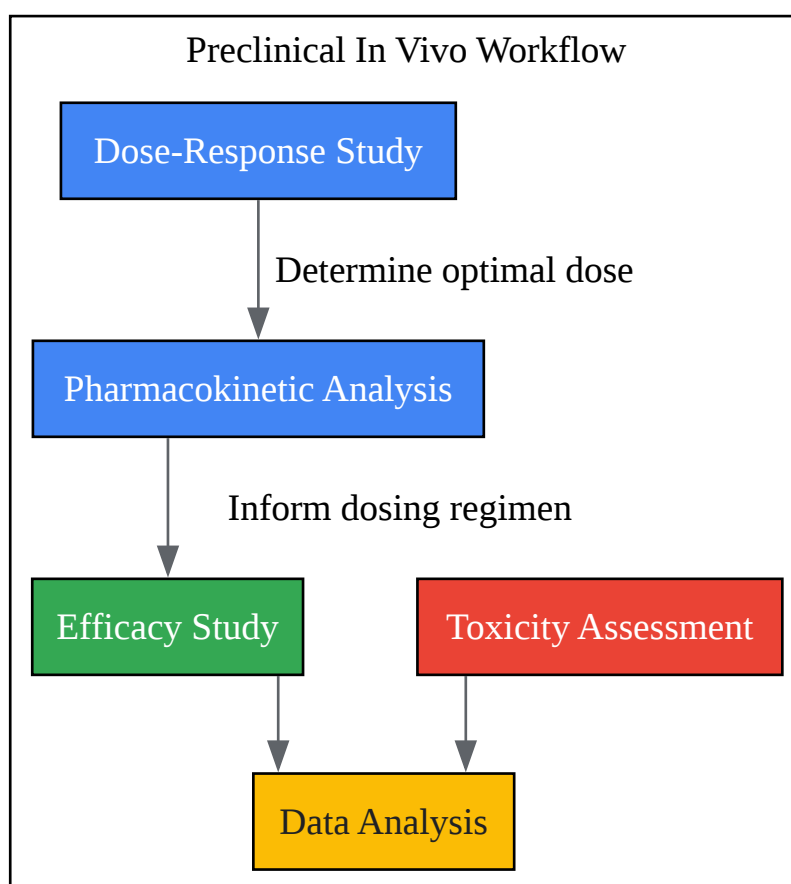 Preclinical In Vivo Workflow
Dose-Response Study
Determine optimal dose
Pharmacokinetic Analysis
Inform dosing regimen
Efficacy Study
Toxicity Assessment
Data Analysis